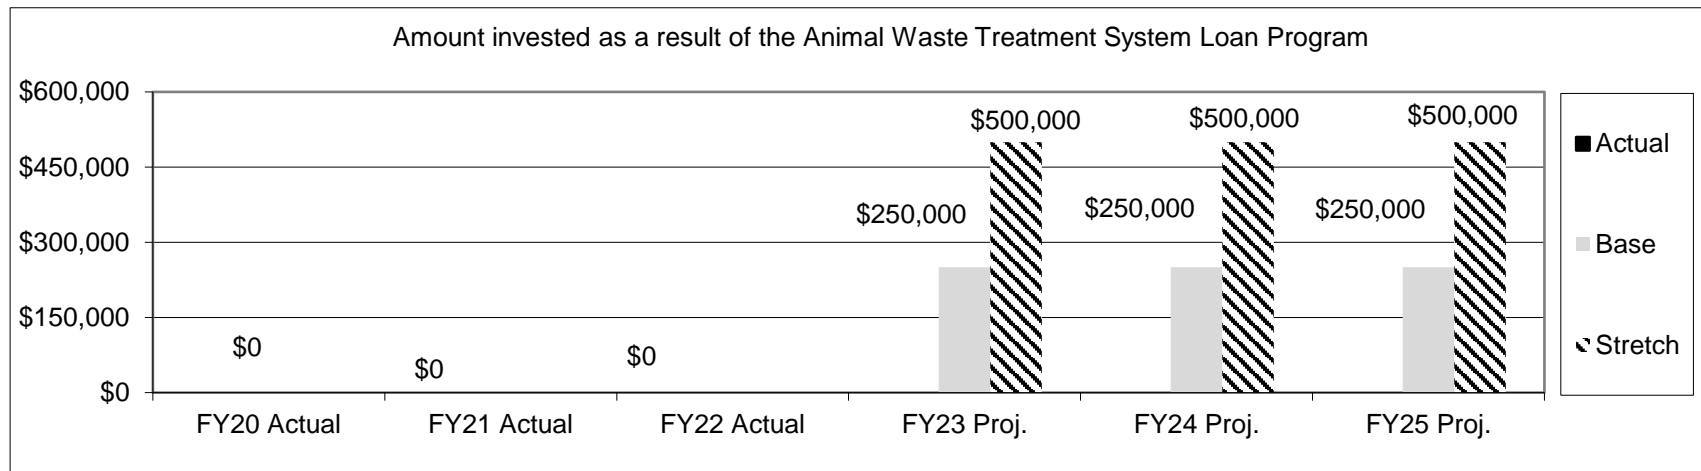 Amount invested as a result of the Animal Waste Treatment System Loan Program
$600,000
$450,000
$300,000
$150,000
$0
$0
$0
$0
$250,000
$500,000
$250,000
$500,000
$250,000
$500,000
FY20 Actual
FY21 Actual
FY22 Actual
FY23 Proj.
FY24 Proj.
FY25 Proj.
Actual
Base
Stretch